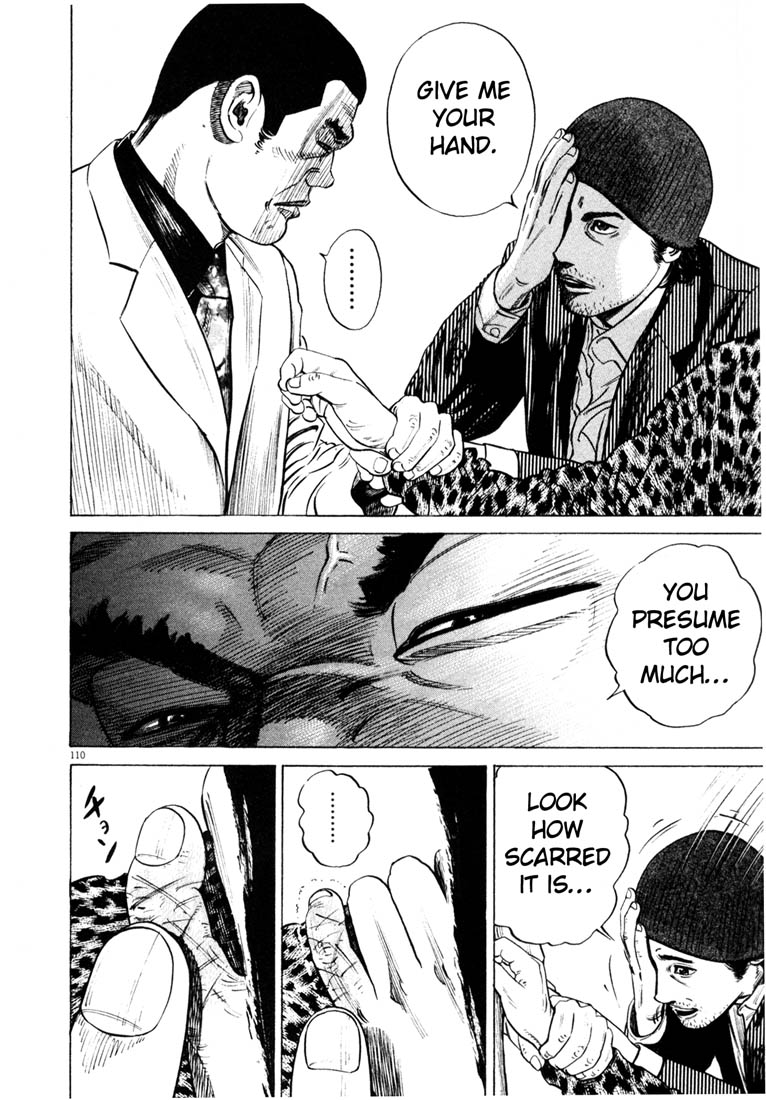 GIVE ME
YOUR
HAND.
………
YOU
PRESUME
TOO
MUCH...
110
LOOK
HOW
SCARRED
IT IS...
………
チョン